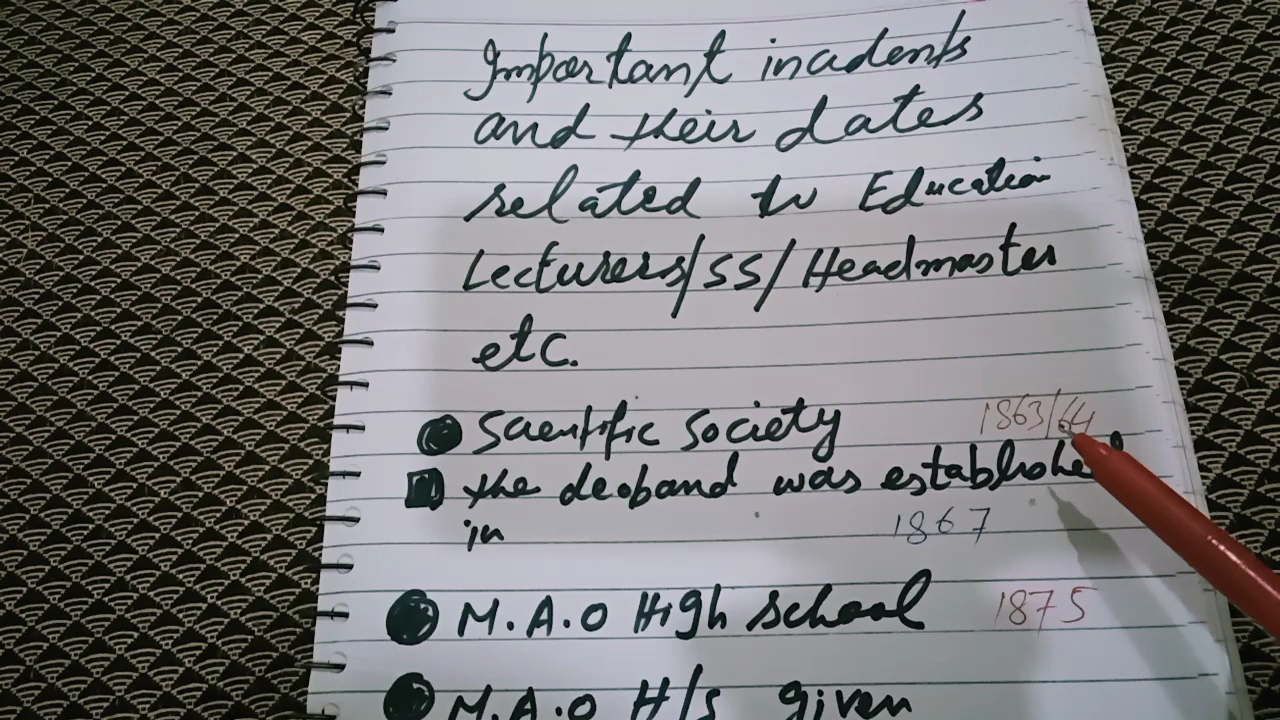 Important incidents
and their dates
related to Education
Lecturers/SS/Headmaster
etc.
Scientific Society 1863/64
the deoband was established
in 1867
M.A.O High school 1875
M.A.O H/s given